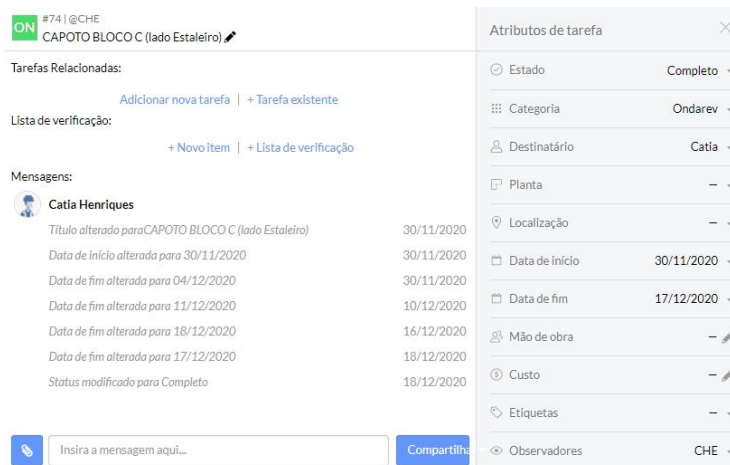 ON
#74 | @CHE
CAPOTO BLOCO C (lado Estaleiro)
Tarefas Relacionadas:
Adicionar nova tarefa | + Tarefa existente
Lista de verificação:
+ Novo item | + Lista de verificação
Mensagens:
Catia Henriques
Título alterado paraCAPOTO BLOCO C (lado Estaleiro) 30/11/2020
Data de início alterada para 30/11/2020 30/11/2020
Data de fim alterada para 04/12/2020 30/11/2020
Data de fim alterada para 11/12/2020 10/12/2020
Data de fim alterada para 18/12/2020 16/12/2020
Data de fim alterada para 17/12/2020 18/12/2020
Status modificado para Completo 18/12/2020
Insira a mensagem aqui... Compartilha
Atributos de tarefa
Estado Completo
Categoria Ondarev
Destinatário Catia
Planta –
Localização –
Data de início 30/11/2020
Data de fim 17/12/2020
Mão de obra –
Custo –
Etiquetas –
Observadores CHE